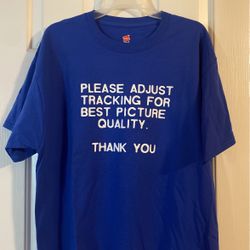 PLEASE ADJUST
TRACKING FOR
BEST PICTURE
QUALITY.
THANK YOU